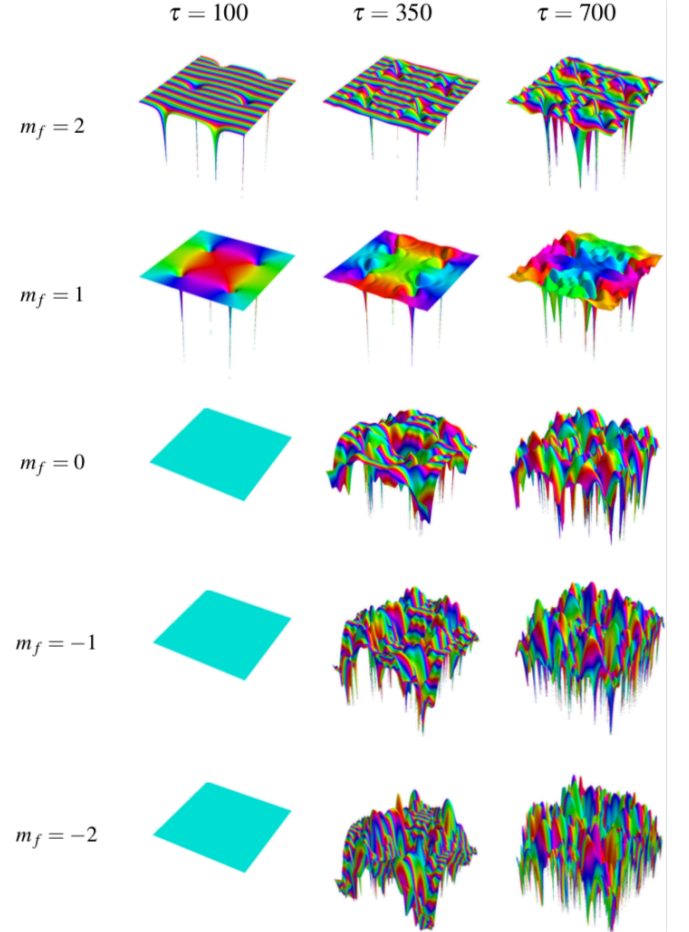 τ = 100 τ = 350 τ = 700
m_f = 2
m_f = 1
m_f = 0
m_f = −1
m_f = −2